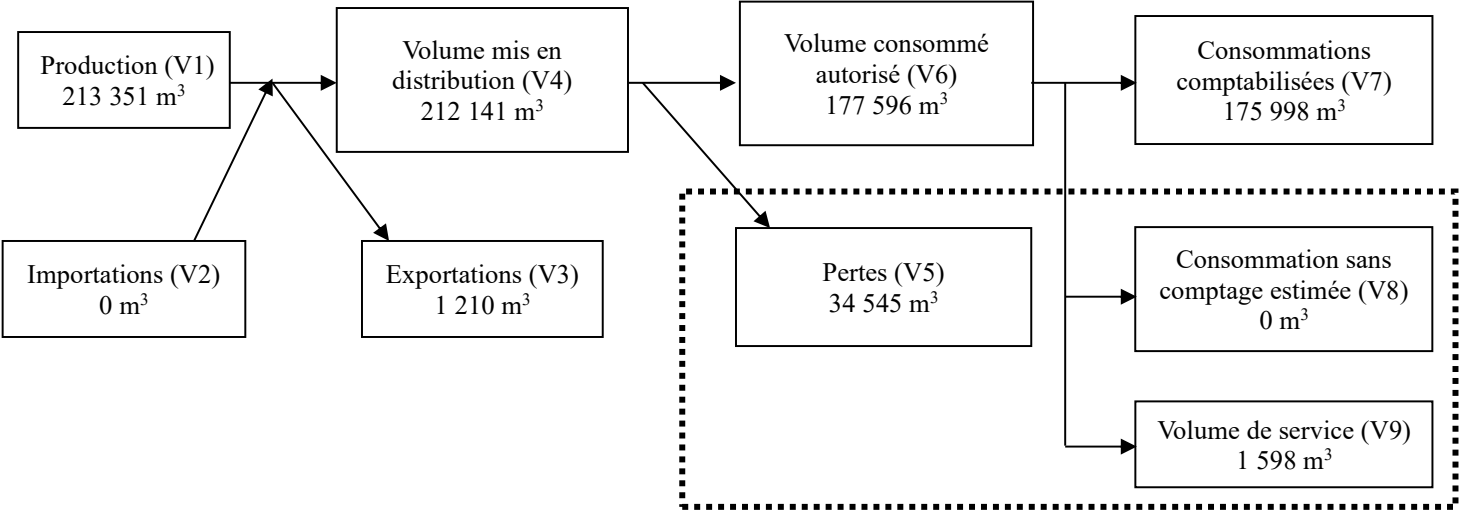 Production (V1)
213 351 m³
Volume mis en
distribution (V4)
212 141 m³
Volume consommé
autorisé (V6)
177 596 m³
Consommations
comptabilisées (V7)
175 998 m³
Importations (V2)
0 m³
Exportations (V3)
1 210 m³
Pertes (V5)
34 545 m³
Consommation sans
comptage estimée (V8)
0 m³
Volume de service (V9)
1 598 m³